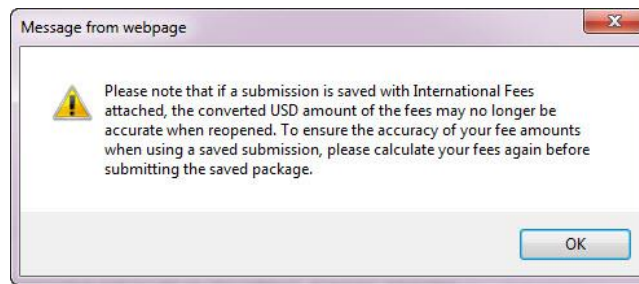 Message from webpage
Please note that if a submission is saved with International Fees
attached, the converted USD amount of the fees may no longer be
accurate when reopened. To ensure the accuracy of your fee amounts
when using a saved submission, please calculate your fees again before
submitting the saved package.
OK